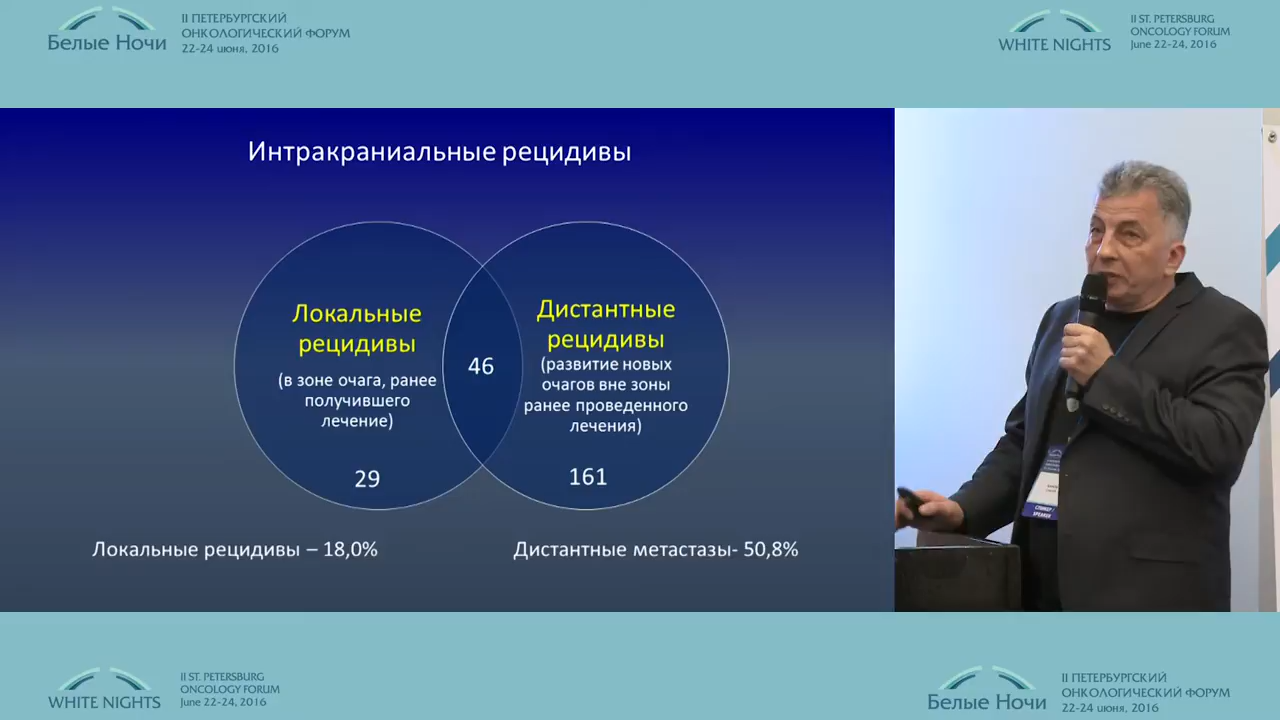 Белые Ночи
II ПЕТЕРБУРГСКИЙ
ОНКОЛОГИЧЕСКИЙ ФОРУМ
22-24 июня, 2016
WHITE NIGHTS
II ST. PETERSBURG
ONCOLOGY FORUM
June 22-24, 2016
Интракраниальные рецидивы
Локальные
рецидивы
(в зоне очага, ранее
получившего
лечение)
29
46
Дистантные
рецидивы
(развитие новых
очагов вне зоны
ранее проведенного
лечения)
161
Локальные рецидивы – 18,0%
Дистантные метастазы- 50,8%
СПИКЕР /
SPEAKER
WHITE NIGHTS
II ST. PETERSBURG
ONCOLOGY FORUM
June 22-24, 2016
Белые Ночи
II ПЕТЕРБУРГСКИЙ
ОНКОЛОГИЧЕСКИЙ ФОРУМ
22-24 июня, 2016